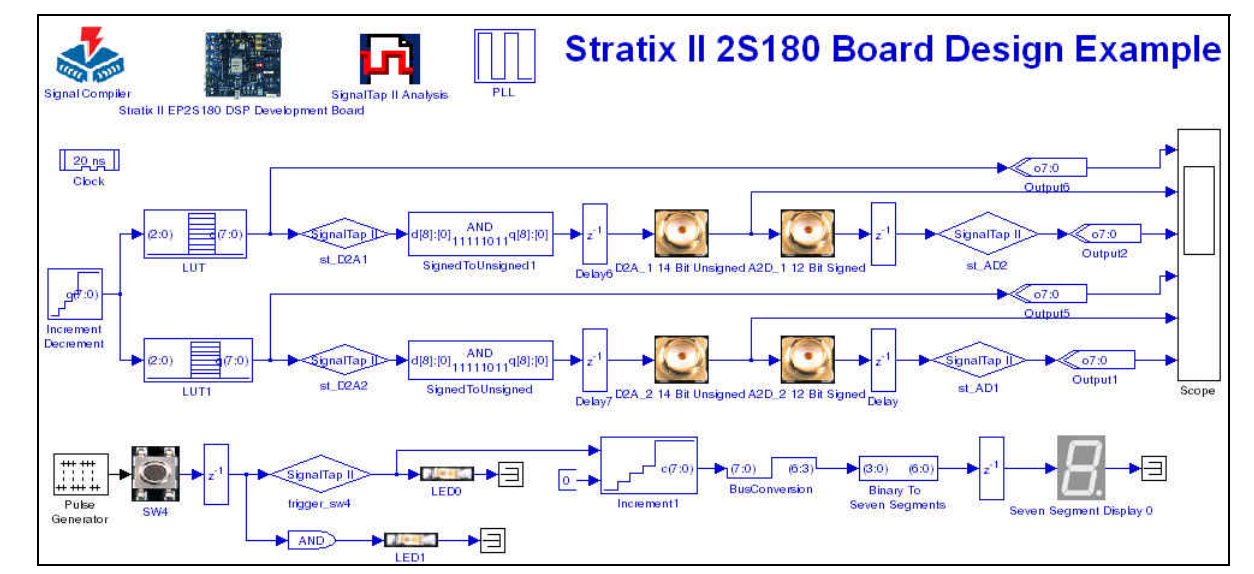 Stratix II 2S180 Board Design Example
Signal Compiler
Stratix II EP2S180 DSP Development Board
SignalTap II Analysis
PLL
20 ns
Clock
o7:0
Output6
(2:0)
q(7:0)
LUT
SignalTap II
st_D2A1
d[8]:[0]
AND
11111011
q[8]:[0]
SignedToUnsigned1
z-1
Delay6
D2A_1 14 Bit Unsigned
A2D_1 12 Bit Signed
z-1
SignalTap II
st_AD2
o7:0
Output2
q(7:0)
Increment
Decrement
o7:0
Output5
(2:0)
q(7:0)
LUT1
SignalTap II
st_D2A2
d[8]:[0]
AND
11111011
q[8]:[0]
SignedToUnsigned
z-1
Delay7
D2A_2 14 Bit Unsigned
A2D_2 12 Bit Signed
z-1
Delay
SignalTap II
st_AD1
o7:0
Output1
Scope
Pulse
Generator
SW4
z-1
SignalTap II
trigger_sw4
LED0
0
c(7:0)
Increment1
(7:0)
(6:3)
BusConversion
(3:0)
(6:0)
Binary To
Seven Segments
z-1
Seven Segment Display 0
AND
LED1